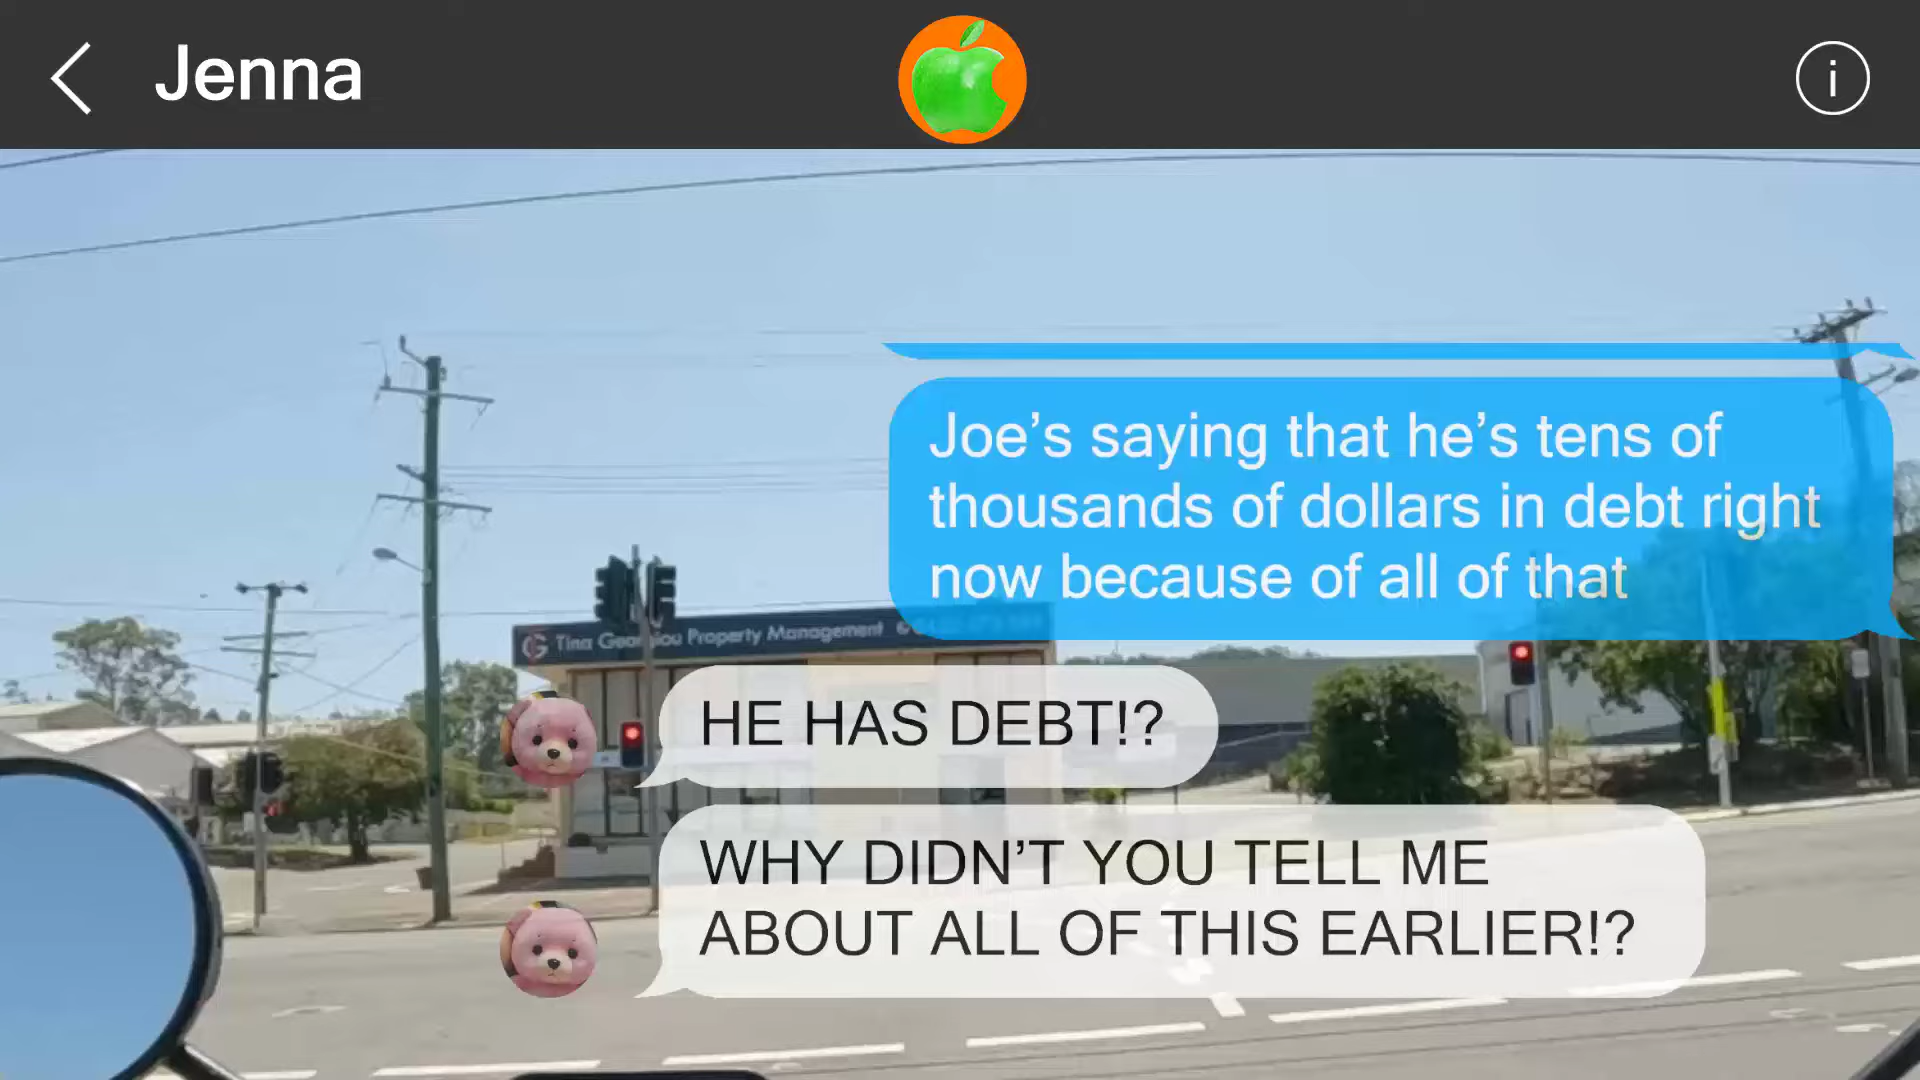 Jenna
Joe’s saying that he’s tens of
thousands of dollars in debt right
now because of all of that
Tina Property Management
HE HAS DEBT!?
WHY DIDN’T YOU TELL ME
ABOUT ALL OF THIS EARLIER!?